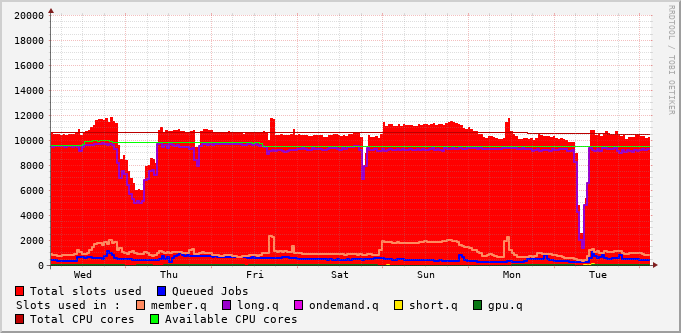 20000
18000
16000
14000
12000
10000
8000
6000
4000
2000
0
Wed Thu Fri Sat Sun Mon Tue
RRDTOOL / TOBI OETIKER
Total slots used Queued Jobs
Slots used in : member.q long.q ondemand.q short.q gpu.q
Total CPU cores Available CPU cores